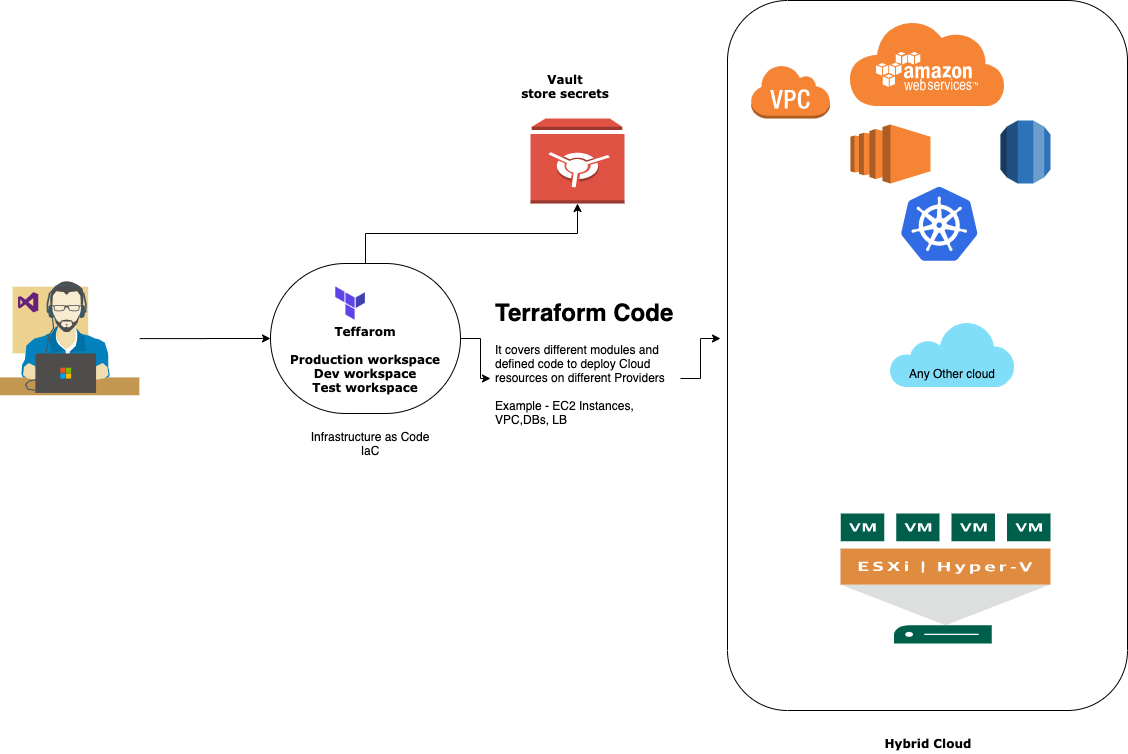 Vault
store secrets
Teffarom
Production workspace
Dev workspace
Test workspace
Infrastructure as Code
IaC
Terraform Code
It covers different modules and
defined code to deploy Cloud
resources on different Providers
Example - EC2 Instances,
VPC,DBs, LB
VPC
amazon
webservices™
Any Other cloud
VM VM VM VM
ESXi | Hyper-V
Hybrid Cloud